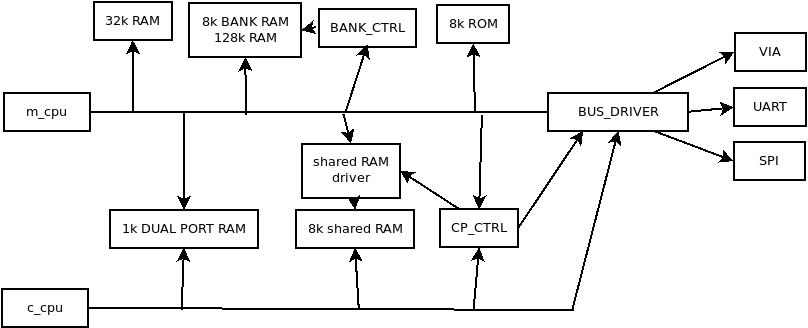 32k RAM
8k BANK RAM
128k RAM
BANK_CTRL
8k ROM
VIA
m_cpu
BUS_DRIVER
UART
shared RAM
driver
SPI
1k DUAL PORT RAM
8k shared RAM
CP_CTRL
c_cpu